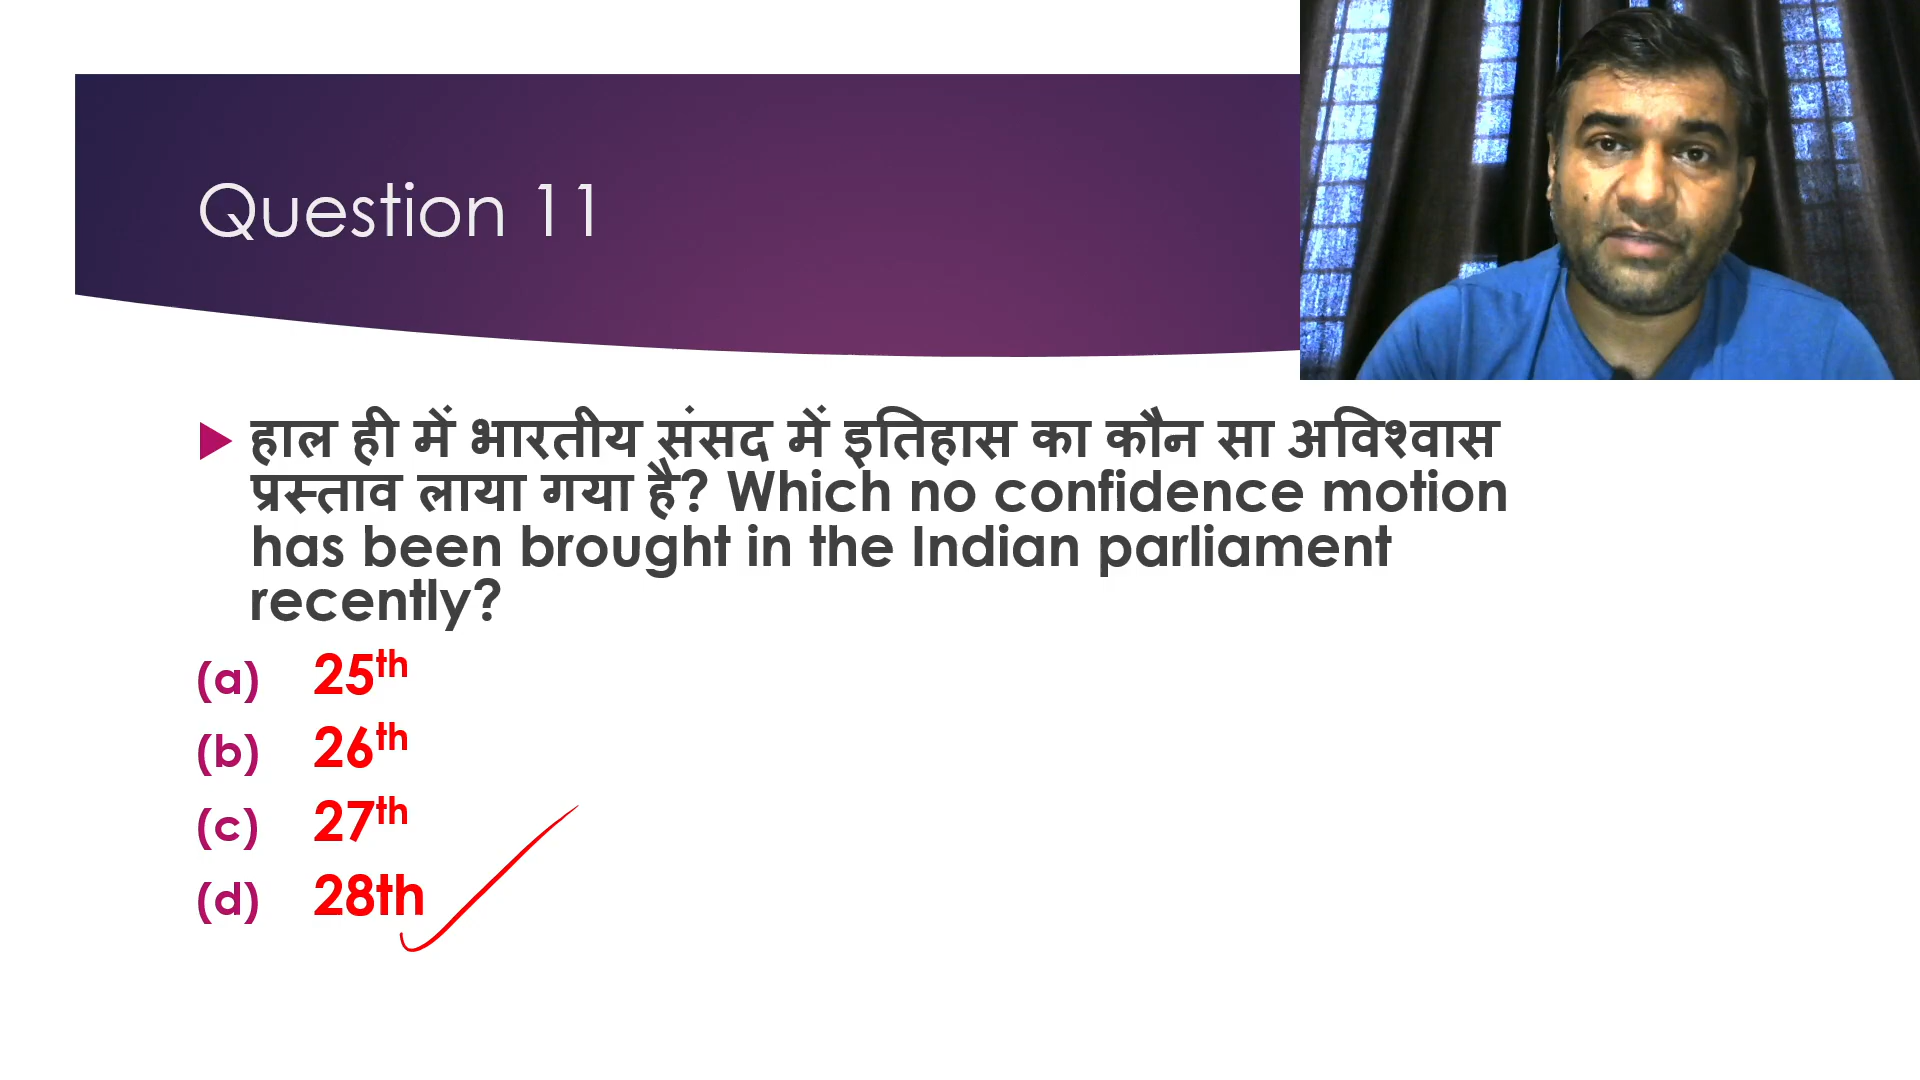 Question 11
हाल ही में भारतीय संसद में इतिहास का कौन सा अविश्वास
प्रस्ताव लाया गया है? Which no confidence motion
has been brought in the Indian parliament
recently?
(a) 25th
(b) 26th
(c) 27th
(d) 28th